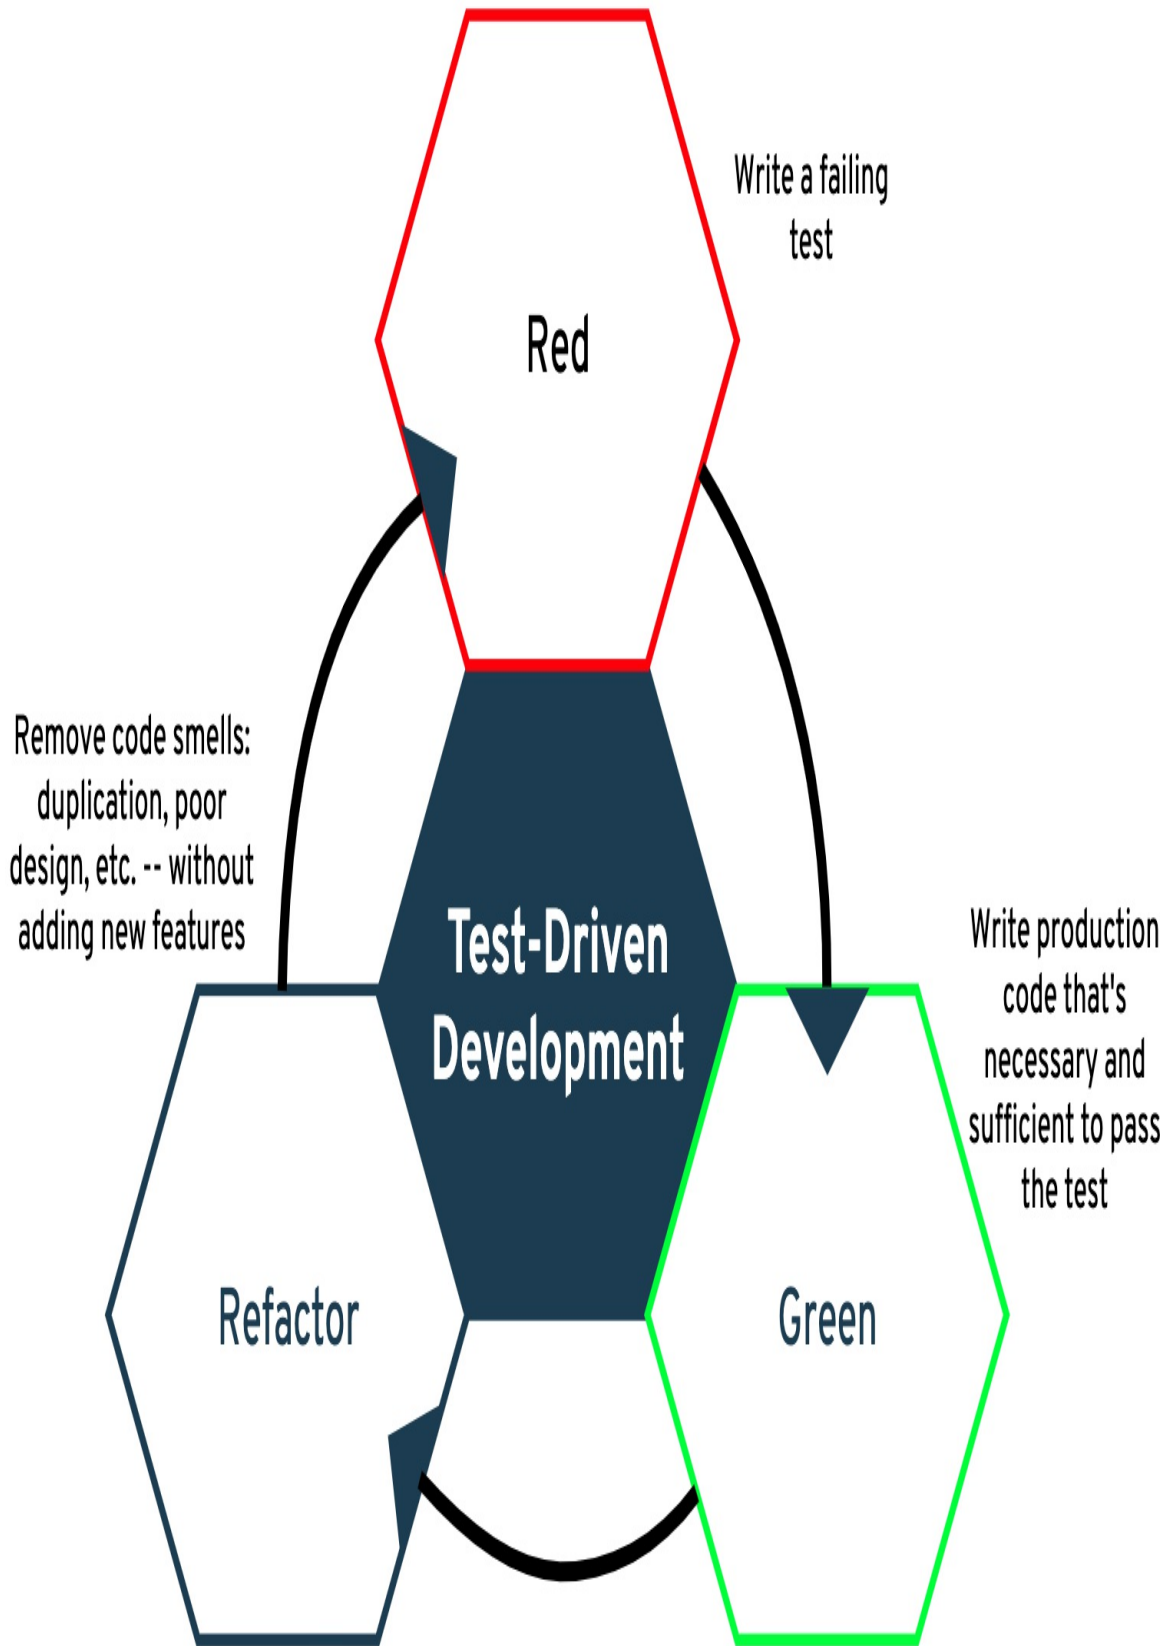 Write a failing
test
Red
Remove code smells:
duplication, poor
design, etc. -- without
adding new features
Test-Driven
Development
Write production
code that's
necessary and
sufficient to pass
the test
Refactor
Green